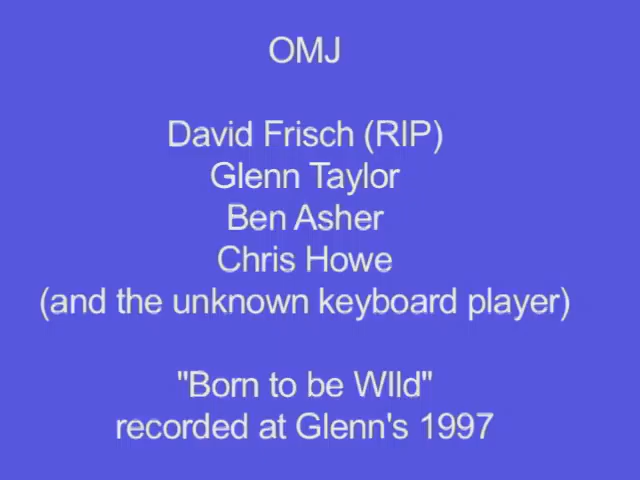 OMJ
David Frisch (RIP)
Glenn Taylor
Ben Asher
Chris Howe
(and the unknown keyboard player)
"Born to be WIld"
recorded at Glenn's 1997